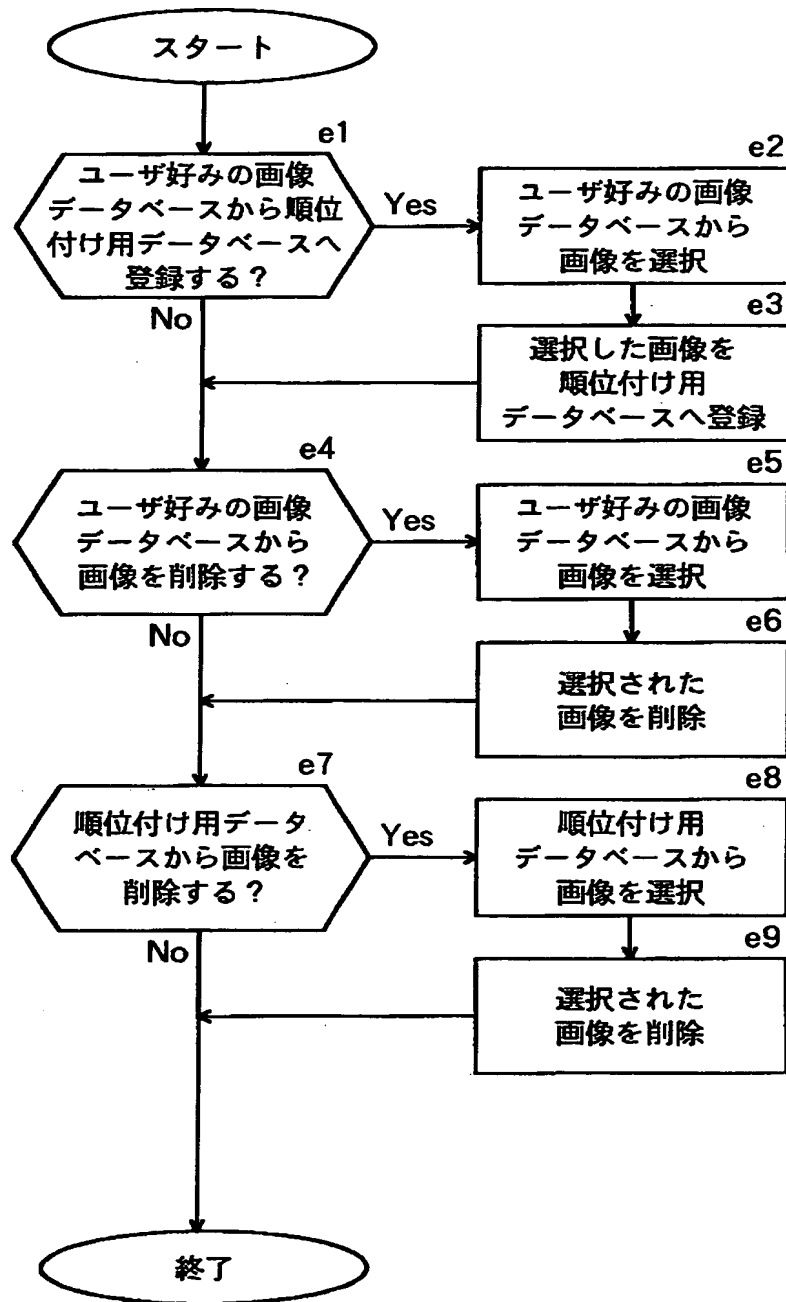 スタート
e1
ユーザ好みの画像
データベースから順位
付け用データベースへ
登録する？
Yes
No
e2
ユーザ好みの画像
データベースから
画像を選択
e3
選択した画像を
順位付け用
データベースへ登録
e4
ユーザ好みの画像
データベースから
画像を削除する？
Yes
No
e5
ユーザ好みの画像
データベースから
画像を選択
e6
選択された
画像を削除
e7
順位付け用データ
ベースから画像を
削除する？
Yes
No
e8
順位付け用
データベースから
画像を選択
e9
選択された
画像を削除
終了